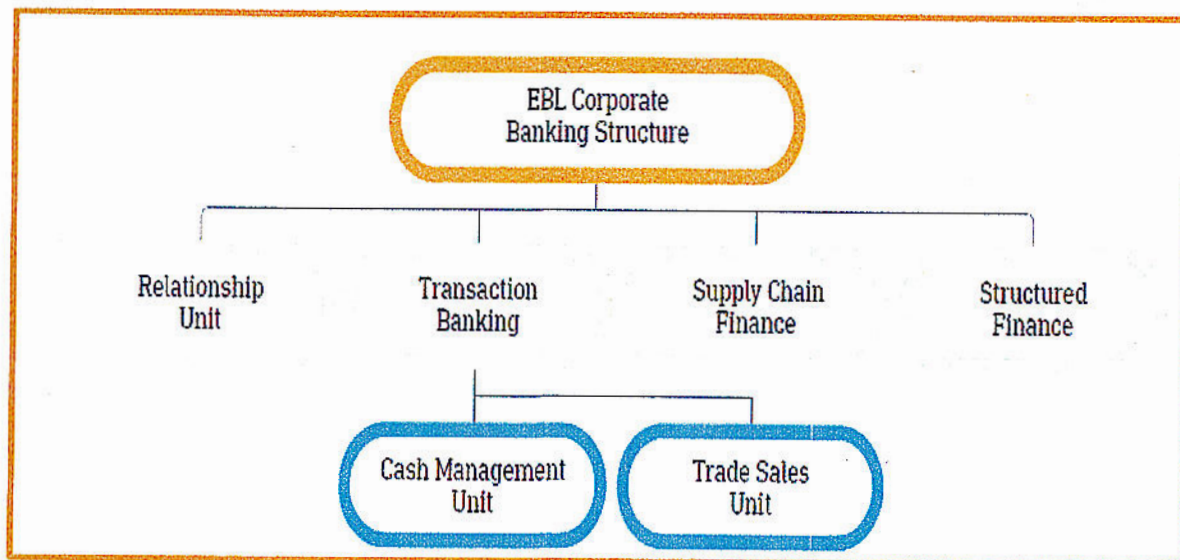 EBL Corporate
Banking Structure
Relationship
Unit
Transaction
Banking
Supply Chain
Finance
Structured
Finance
Cash Management
Unit
Trade Sales
Unit